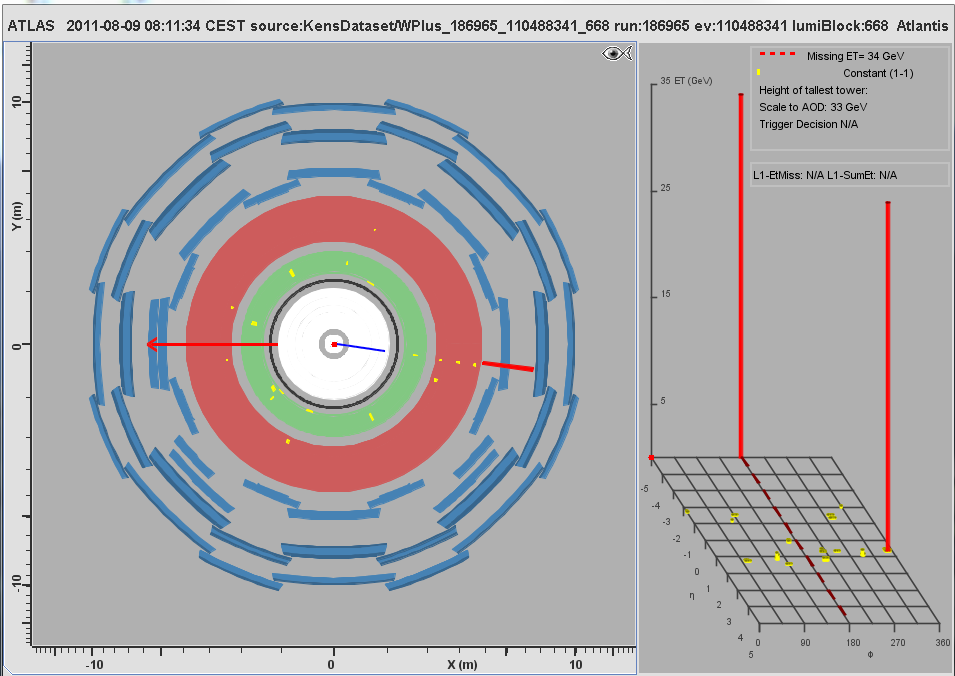 ATLAS 2011-08-09 08:11:34 CEST source:KensDataset/WPlus_186965_110488341_668 run:186965 ev:110488341 lumiBlock:668 Atlantis
Missing ET= 34 GeV
Constant (1-1)
Height of tallest tower:
Scale to AOD: 33 GeV
Trigger Decision N/A
L1-EtMiss: N/A L1-SumEt: N/A
35 ET (GeV)
25
15
5
-5
-4
-3
-2
-1
0
1
2
3
4
5
η
0 90 180 270 360
Φ
10
Y (m)
0
-10
-10 0 X (m) 10